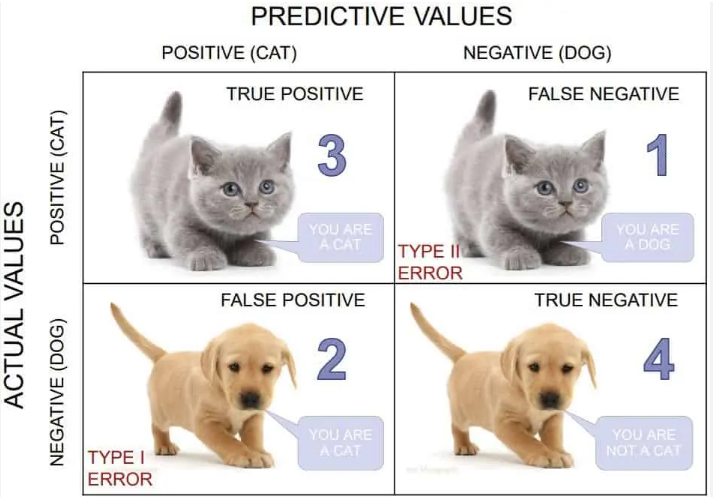 PREDICTIVE VALUES
POSITIVE (CAT)
NEGATIVE (DOG)
ACTUAL VALUES
POSITIVE (CAT)
TRUE POSITIVE
3
YOU ARE
A CAT
FALSE NEGATIVE
1
YOU ARE
A DOG
TYPE II
ERROR
NEGATIVE (DOG)
FALSE POSITIVE
2
YOU ARE
A CAT
TYPE I
ERROR
TRUE NEGATIVE
4
YOU ARE
NOT A CAT